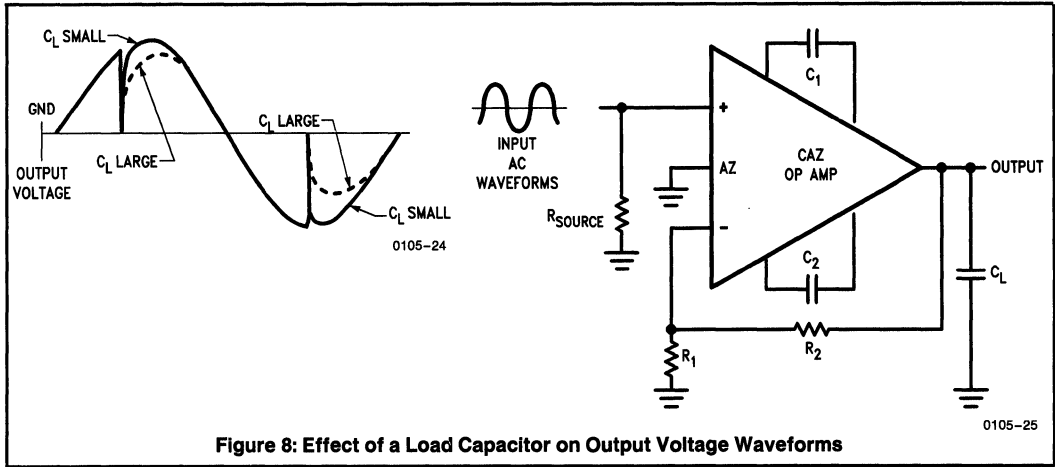 C_L SMALL
GND
C_L LARGE
OUTPUT
VOLTAGE
C_L LARGE
C_L SMALL
0105-24
INPUT
AC
WAVEFORMS
R_SOURCE
+
AZ
-
CAZ
OP AMP
C_1
C_2
R_1
R_2
OUTPUT
C_L
0105-25
Figure 8: Effect of a Load Capacitor on Output Voltage Waveforms